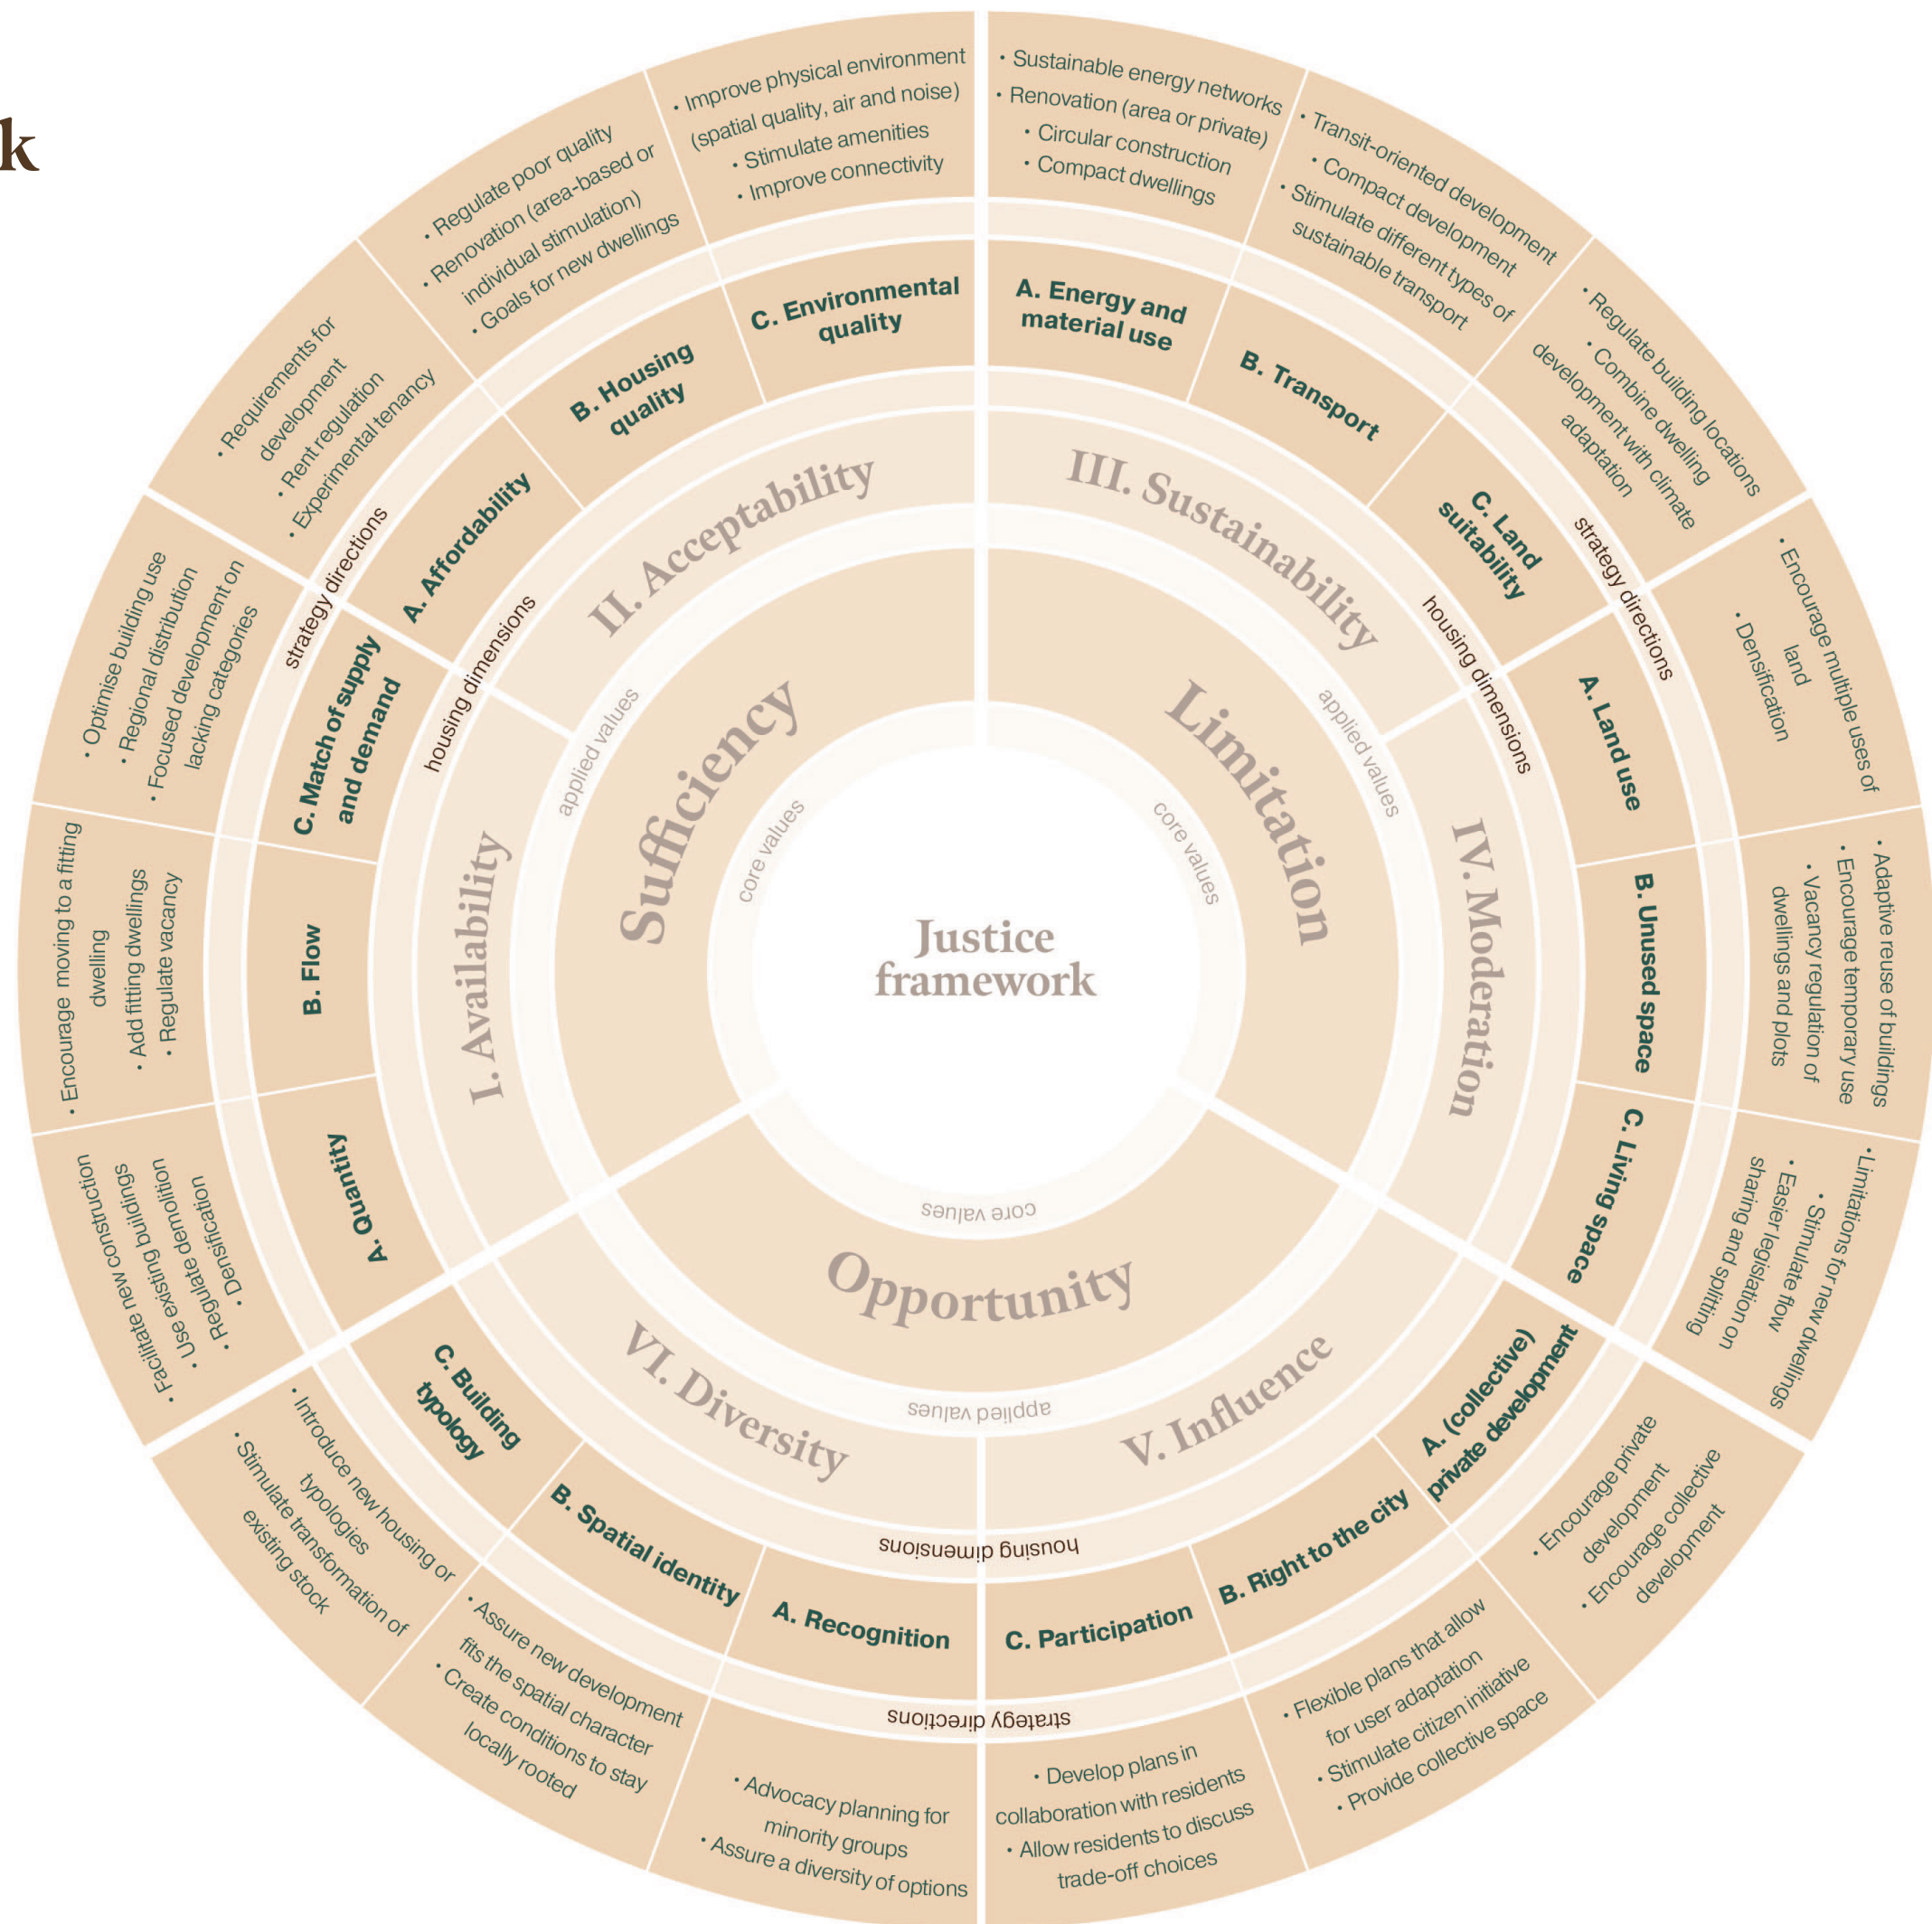 k
Justice
framework
core values
core values
core values
Sufficiency
Limitation
Opportunity
applied values
applied values
applied values
I. Availability
II. Acceptability
III. Sustainability
IV. Moderation
V. Influence
VI. Diversity
housing dimensions
housing dimensions
housing dimensions
strategy directions
strategy directions
strategy directions
A. Quantity
• Facilitate new construction
• Use existing buildings
• Regulate demolition
• Densification
B. Flow
• Encourage moving to a fitting
dwelling
• Add fitting dwellings
• Regulate vacancy
C. Match of supply
and demand
• Optimise building use
• Regional distribution
• Focused development on
lacking categories
A. Affordability
• Requirements for
development
• Rent regulation
• Experimental tenancy
B. Housing
quality
• Regulate poor quality
• Renovation (area-based or
individual stimulation)
• Goals for new dwellings
C. Environmental
quality
• Improve physical environment
(spatial quality, air and noise)
• Stimulate amenities
• Improve connectivity
A. Energy and
material use
• Sustainable energy networks
• Renovation (area or private)
• Circular construction
• Compact dwellings
B. Transport
• Transit-oriented development
• Compact development
• Stimulate different types of
sustainable transport
C. Land
suitability
• Regulate building locations
• Combine dwelling
development with climate
adaptation
A. Land use
• Encourage multiple uses of
land
• Densification
B. Unused space
• Adaptive reuse of buildings
• Encourage temporary use
• Vacancy regulation of
dwellings and plots
C. Living space
• Limitations for new dwellings
• Stimulate flow
• Easier legislation on
sharing and splitting
A. (collective)
private development
• Encourage private
development
• Encourage collective
development
B. Right to the city
• Flexible plans that allow
for user adaptation
• Stimulate citizen initiative
• Provide collective space
C. Participation
• Develop plans in
collaboration with residents
• Allow residents to discuss
trade-off choices
A. Recognition
• Advocacy planning for
minority groups
• Assure a diversity of options
B. Spatial identity
• Assure new development
fits the spatial character
• Create conditions to stay
locally rooted
C. Building
typology
• Introduce new housing or
typologies
• Stimulate transformation of
existing stock